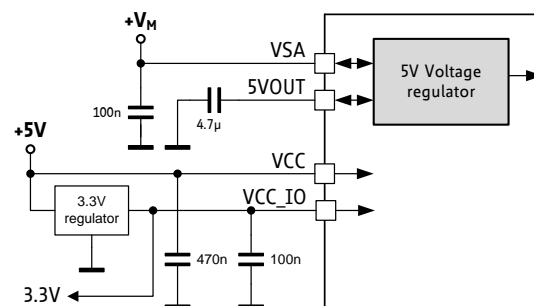 +VM
VSA
5V Voltage
regulator
5VOUT
100n
4.7µ
+5V
VCC
3.3V
regulator
VCC_IO
470n
100n
3.3V